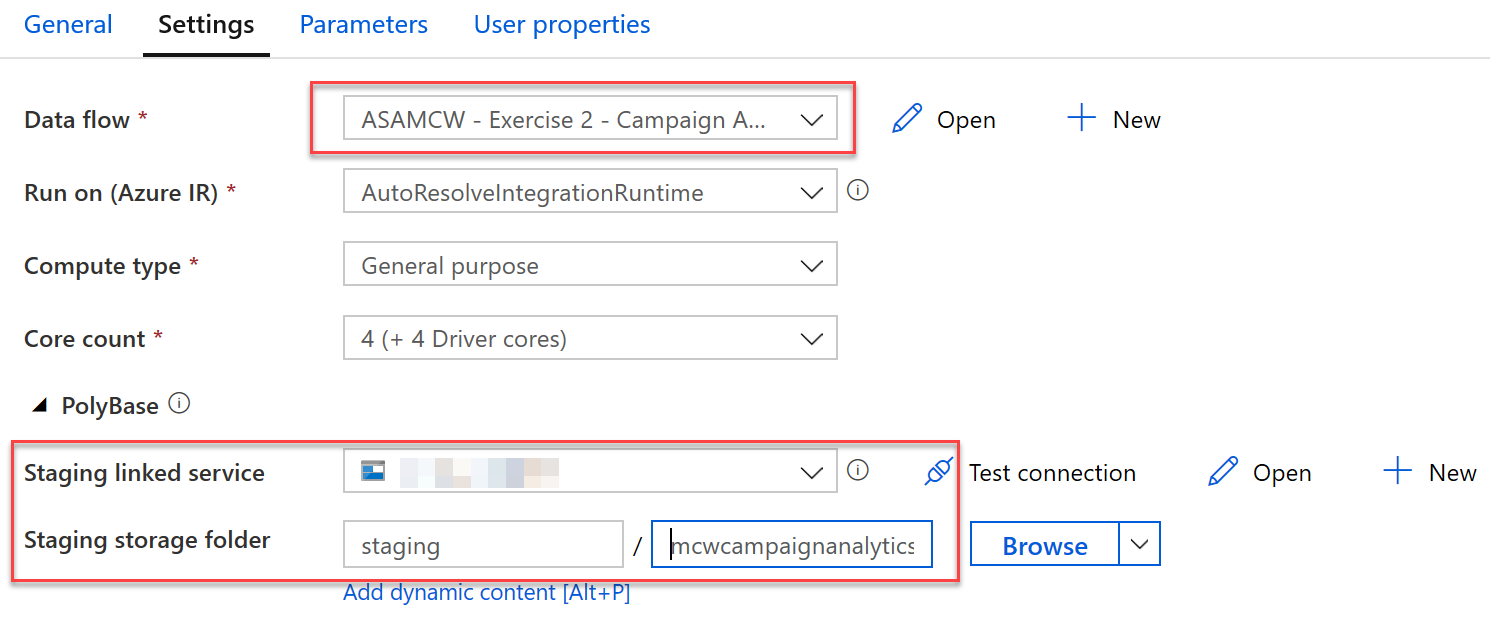 General Settings Parameters User properties
Data flow * ASAMCW - Exercise 2 - Campaign A... Open New
Run on (Azure IR) * AutoResolveIntegrationRuntime
Compute type * General purpose
Core count * 4 (+ 4 Driver cores)
PolyBase
Staging linked service Test connection Open New
Staging storage folder staging / mcwcampaignanalytics Browse
Add dynamic content [Alt+P]